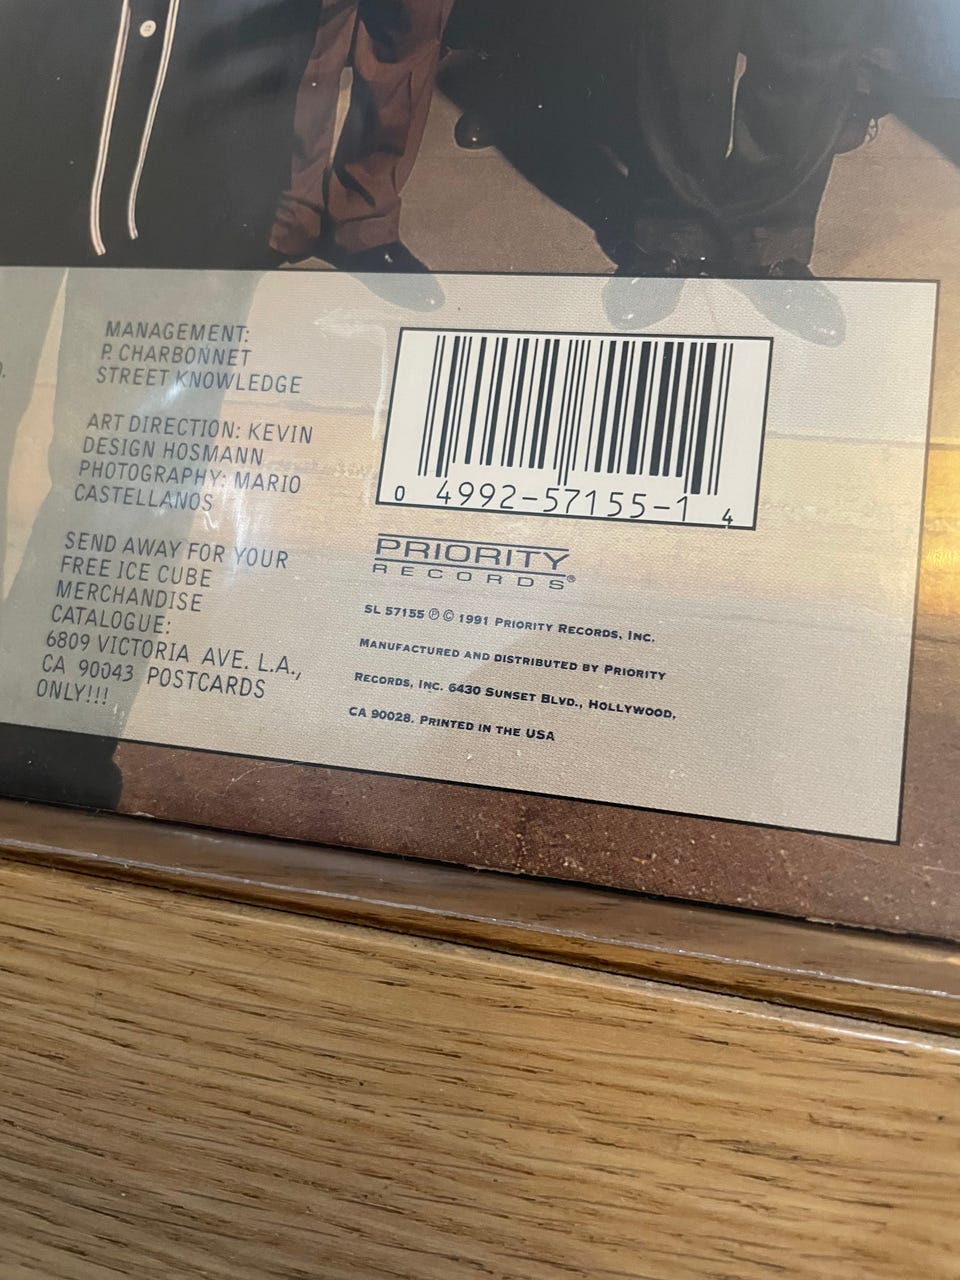 MANAGEMENT:
P. CHARBONNET
STREET KNOWLEDGE
ART DIRECTION: KEVIN
DESIGN HOSMANN
PHOTOGRAPHY: MARIO
CASTELLANOS
SEND AWAY FOR YOUR
FREE ICE CUBE
MERCHANDISE
CATALOGUE:
6809 VICTORIA AVE. L.A.,
CA 90043 POSTCARDS
ONLY!!!
0 4992-57155-1 4
PRIORITY
RECORDS®
SL 57155 ℗ © 1991 PRIORITY RECORDS, INC.
MANUFACTURED AND DISTRIBUTED BY PRIORITY
RECORDS, INC. 6430 SUNSET BLVD., HOLLYWOOD,
CA 90028. PRINTED IN THE USA